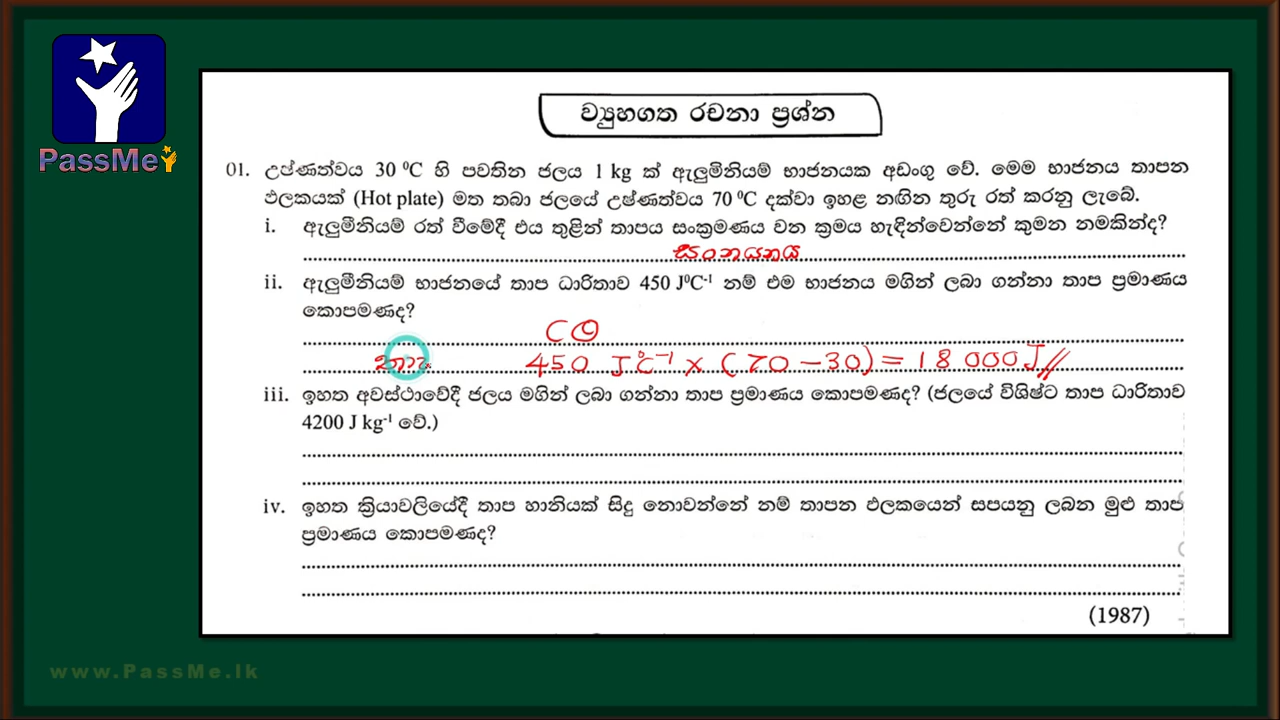 PassMe
ව්‍යුහගත රචනා ප්‍රශ්න
01. උෂ්ණත්වය 30 ⁰C හි පවතින ජලය 1 kg ක් ඇලුමිනියම් භාජනයක අඩංගු වේ. මෙම භාජනය තාපන
ඵලකයක් (Hot plate) මත තබා ජලයේ උෂ්ණත්වය 70 ⁰C දක්වා ඉහළ නඟින තුරු රත් කරනු ලැබේ.
i. ඇලුමීනියම් රත් වීමේදී එය තුළින් තාපය සංක්‍රමණය වන ක්‍රමය හැඳින්වෙන්නේ කුමන නමකින්ද?
සංනයනය
ii. ඇලුමීනියම් භාජනයේ තාප ධාරිතාව 450 J⁰C⁻¹ නම් එම භාජනය මගින් ලබා ගන්නා තාප ප්‍රමාණය
කොපමණද?
Cθ
450 J°C⁻¹ × (70 – 30) = 18 000 J//
iii. ඉහත අවස්ථාවේදී ජලය මගින් ලබා ගන්නා තාප ප්‍රමාණය කොපමණද? (ජලයේ විශිෂ්ට තාප ධාරිතාව
4200 J kg⁻¹ වේ.)
iv. ඉහත ක්‍රියාවලියේදී තාප හානියක් සිදු නොවන්නේ නම් තාපන ඵලකයෙන් සපයනු ලබන මුළු තාප
ප්‍රමාණය කොපමණද?
(1987)
www.PassMe.lk